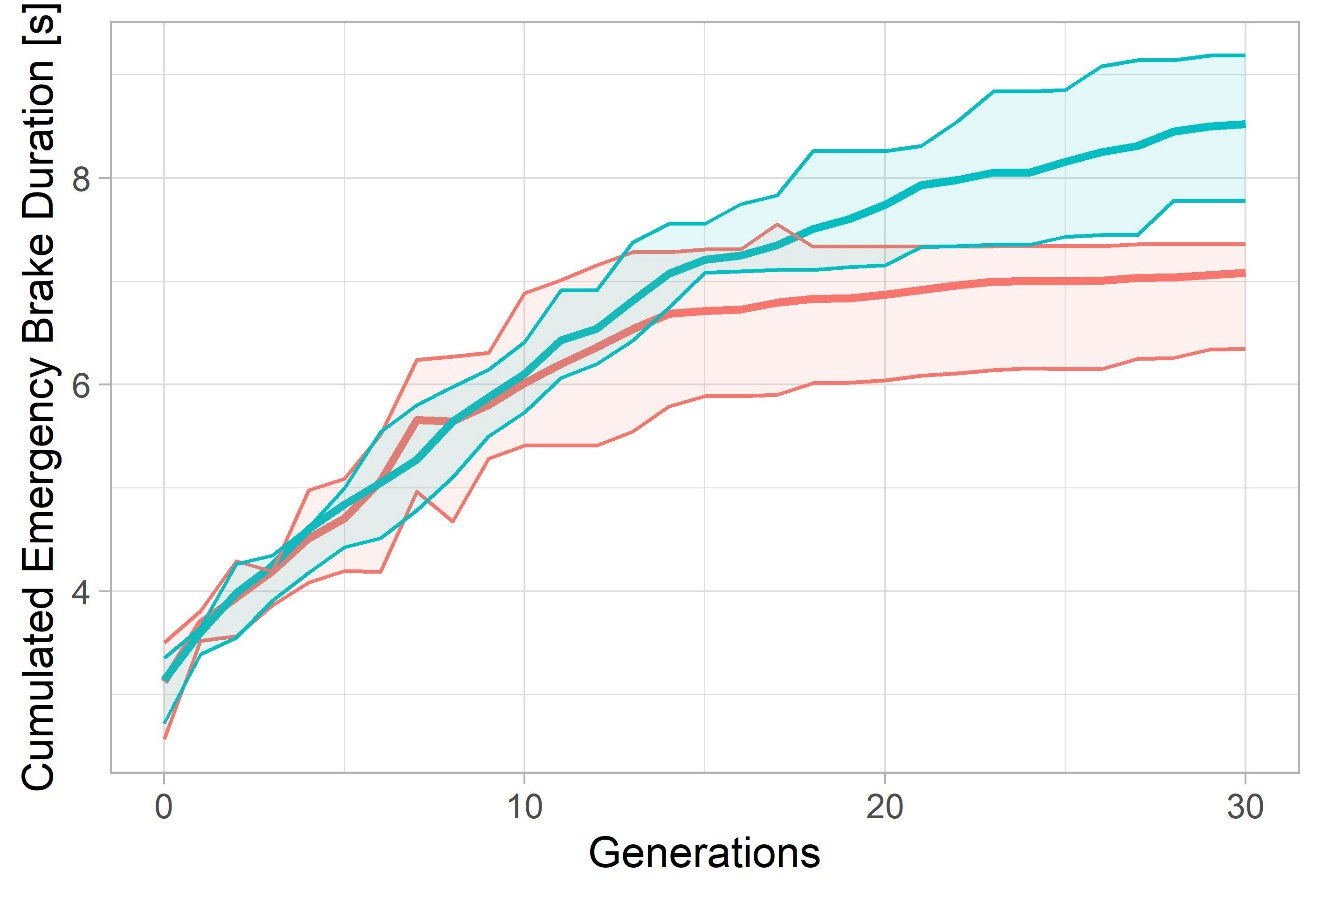 Cumulated Emergency Brake Duration [s]
8
6
4
0 10 20 30
Generations